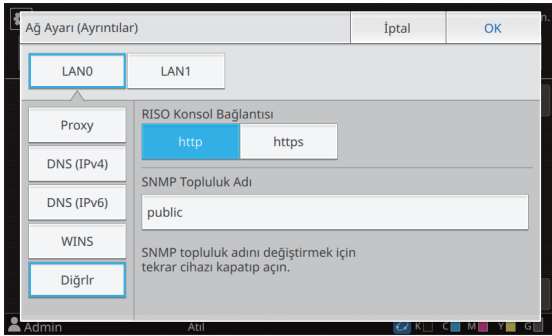 Ağ Ayarı (Ayrıntılar)
İptal
OK
LAN0
LAN1
Proxy
DNS (IPv4)
DNS (IPv6)
WINS
Diğrlr
RISO Konsol Bağlantısı
http
https
SNMP Topluluk Adı
public
SNMP topluluk adını değiştirmek için
tekrar cihazı kapatıp açın.
Admin
Atıl
K
C
M
Y
G